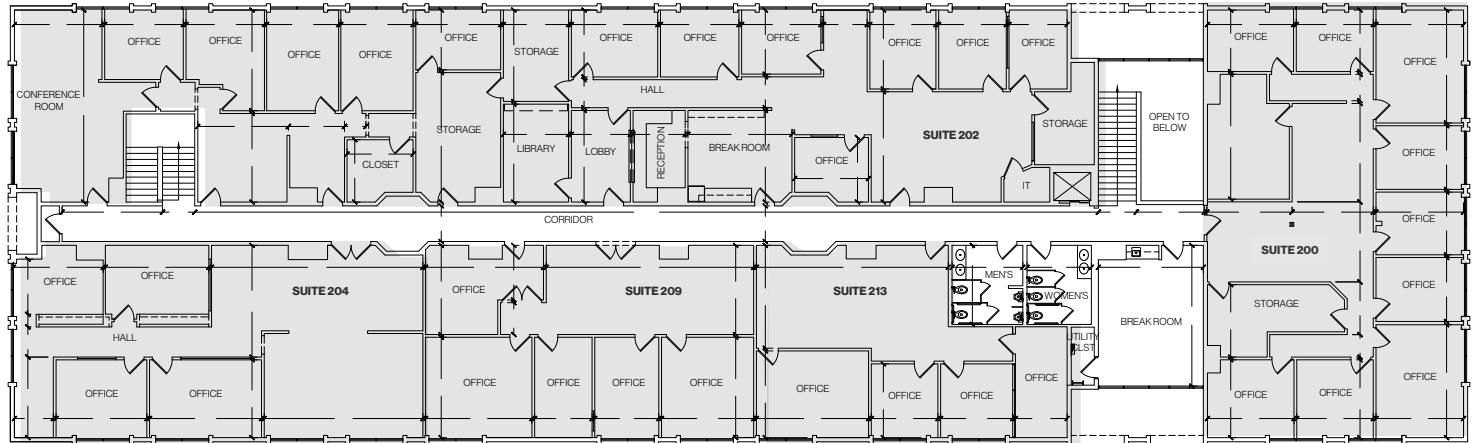 OFFICE
OFFICE
OFFICE
OFFICE
OFFICE
STORAGE
OFFICE
OFFICE
OFFICE
OFFICE
OFFICE
OFFICE
OFFICE
OFFICE
OFFICE
CONFERENCE
ROOM
HALL
STORAGE
SUITE 202
STORAGE
OPEN TO
BELOW
CLOSET
LIBRARY
LOBBY
RECEPTION
BREAK ROOM
OFFICE
IT
OFFICE
CORRIDOR
OFFICE
SUITE 200
OFFICE
OFFICE
SUITE 204
OFFICE
SUITE 209
SUITE 213
MEN'S
WOMEN'S
BREAK ROOM
STORAGE
OFFICE
HALL
UTILITY
CLST
OFFICE
OFFICE
OFFICE
OFFICE
OFFICE
OFFICE
OFFICE
OFFICE
OFFICE
OFFICE
OFFICE
OFFICE
OFFICE